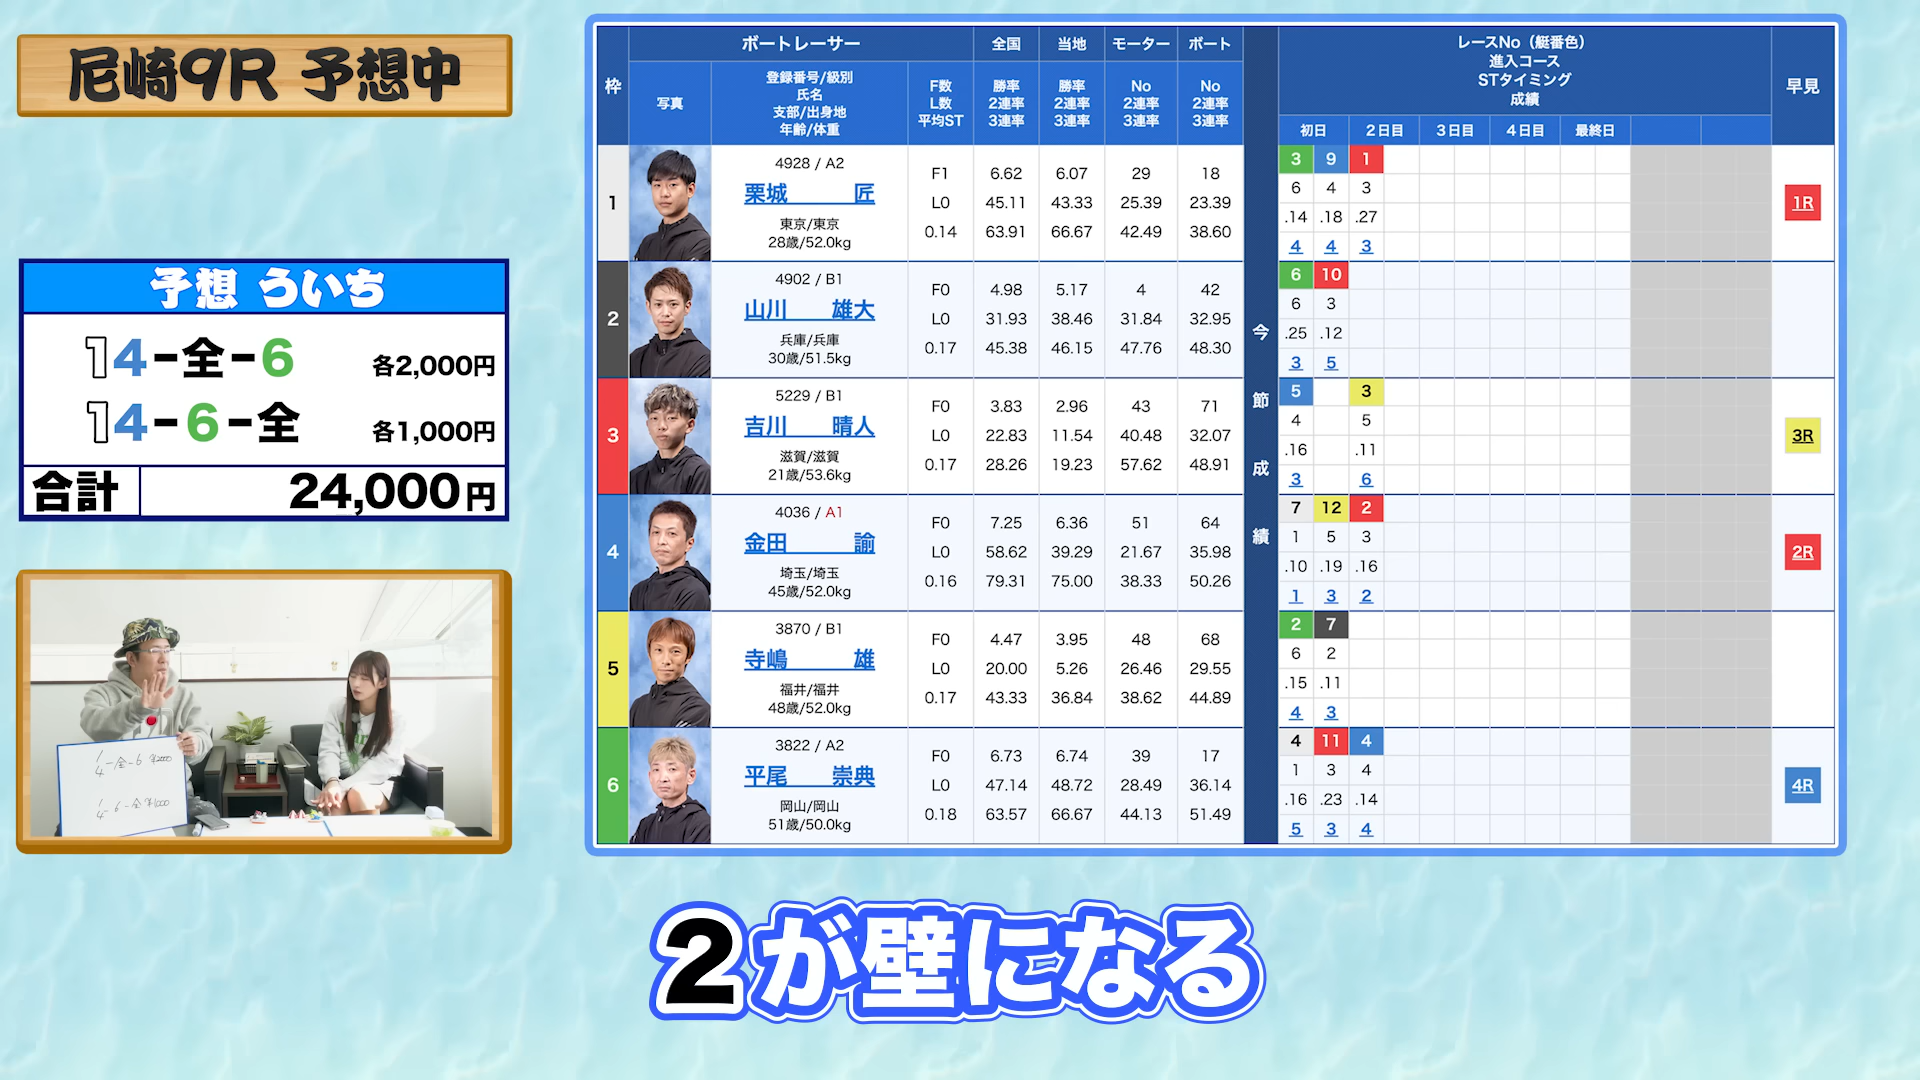 尼崎9R 予想中
予想 ういち
14-全-6 各2,000円
14-6-全 各1,000円
合計 24,000円
1/4-全-6 ¥2000
1/4-6-全 ¥1000
枠 ボートレーサー 全国 当地 モーター ボート
写真 登録番号/級別 氏名 支部/出身地 年齢/体重
F数 L数 平均ST
勝率 2連率 3連率
勝率 2連率 3連率
No 2連率 3連率
No 2連率 3連率
今節成績
レースNo（艇番色）
進入コース
STタイミング
成績
早見
初日 2日目 3日目 4日目 最終日
1
4928 / A2
栗城 匠
東京/東京
28歳/52.0kg
F1 6.62 6.07 29 18
L0 45.11 43.33 25.39 23.39
0.14 63.91 66.67 42.49 38.60
3 9 1
6 4 3
.14 .18 .27
4 4 3
1R
2
4902 / B1
山川 雄大
兵庫/兵庫
30歳/51.5kg
F0 4.98 5.17 4 42
L0 31.93 38.46 31.84 32.95
0.17 45.38 46.15 47.76 48.30
6 10
6 3
.25 .12
3 5
3
5229 / B1
吉川 晴人
滋賀/滋賀
21歳/53.6kg
F0 3.83 2.96 43 71
L0 22.83 11.54 40.48 32.07
0.17 28.26 19.23 57.62 48.91
5 3
4 5
.16 .11
3 6
3R
4
4036 / A1
金田 諭
埼玉/埼玉
45歳/52.0kg
F0 7.25 6.36 51 64
L0 58.62 39.29 21.67 35.98
0.16 79.31 75.00 38.33 50.26
7 12 2
1 5 3
.10 .19 .16
1 3 2
2R
5
3870 / B1
寺嶋 雄
福井/福井
48歳/52.0kg
F0 4.47 3.95 48 68
L0 20.00 5.26 26.46 29.55
0.17 43.33 36.84 38.62 44.89
2 7
6 2
.15 .11
4 3
6
3822 / A2
平尾 崇典
岡山/岡山
51歳/50.0kg
F0 6.73 6.74 39 17
L0 47.14 48.72 28.49 36.14
0.18 63.57 66.67 44.13 51.49
4 11 4
1 3 4
.16 .23 .14
5 3 4
4R
2が壁になる